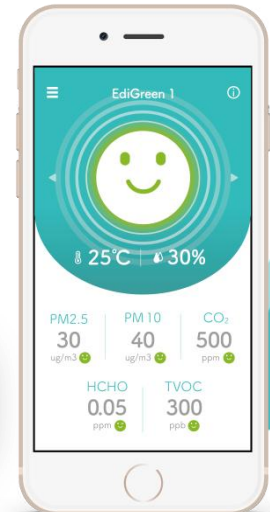 EdiGreen 1
25°C 30%
PM2.5 PM 10 CO₂
30 40 500
ug/m3 ug/m3 ppm
HCHO TVOC
0.05 300
ppm ppb